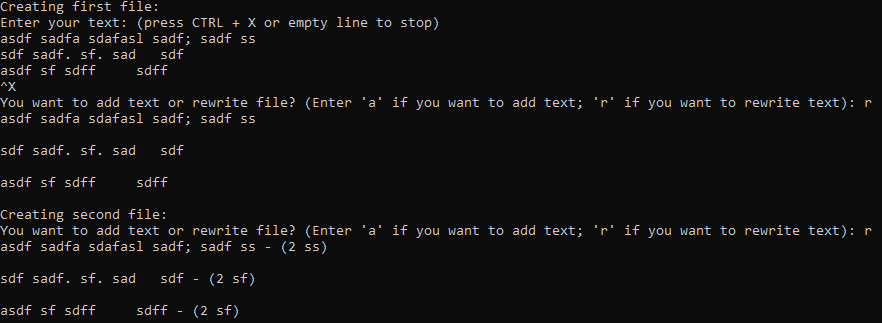 Creating first file:
Enter your text: (press CTRL + X or empty line to stop)
asdf sadfa sdafasl sadf; sadf ss
sdf sadf. sf. sad   sdf
asdf sf sdff     sdff
^X
You want to add text or rewrite file? (Enter 'a' if you want to add text; 'r' if you want to rewrite text): r
asdf sadfa sdafasl sadf; sadf ss

sdf sadf. sf. sad   sdf

asdf sf sdff     sdff

Creating second file:
You want to add text or rewrite file? (Enter 'a' if you want to add text; 'r' if you want to rewrite text): r
asdf sadfa sdafasl sadf; sadf ss - (2 ss)

sdf sadf. sf. sad   sdf - (2 sf)

asdf sf sdff     sdff - (2 sf)